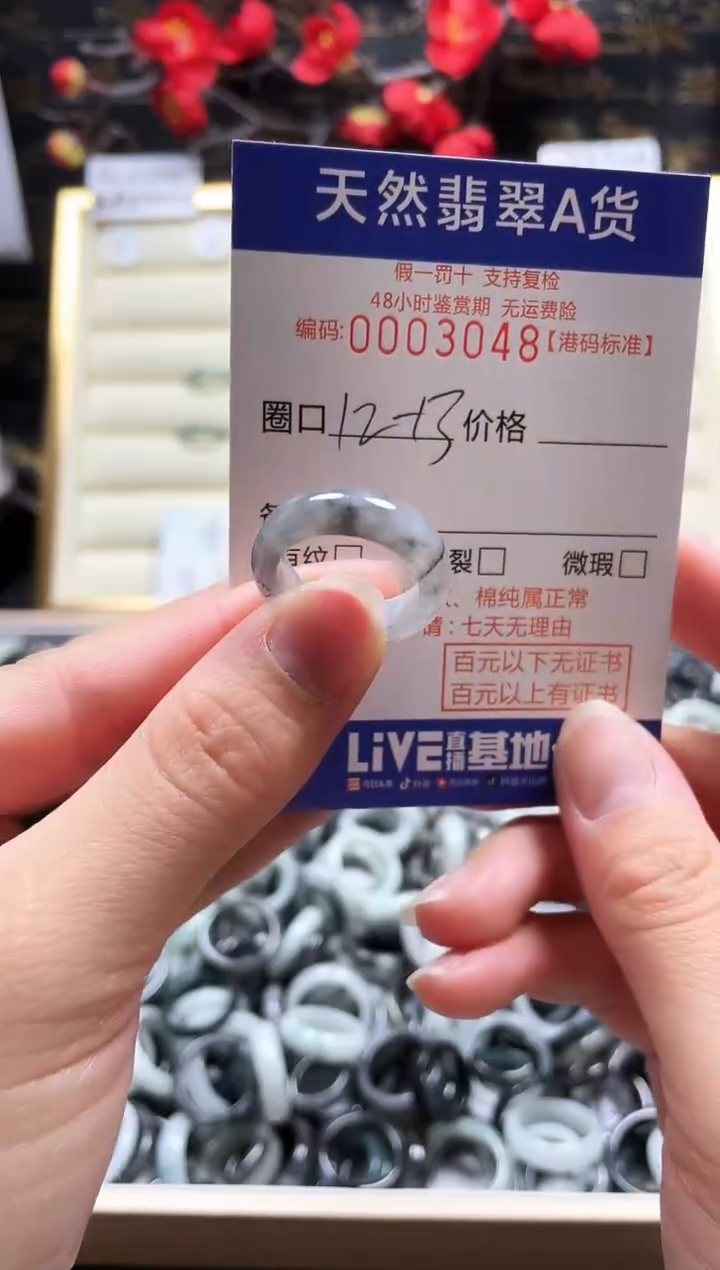 天然翡翠A货
假一罚十 支持复检
48小时鉴赏期 无运费险
编码:0003048【港码标准】
圈口 12-13 价格
纹□ 裂□ 微瑕□
、棉纯属正常
: 七天无理由
百元以下无证书
百元以上有证书
LiVE直播基地